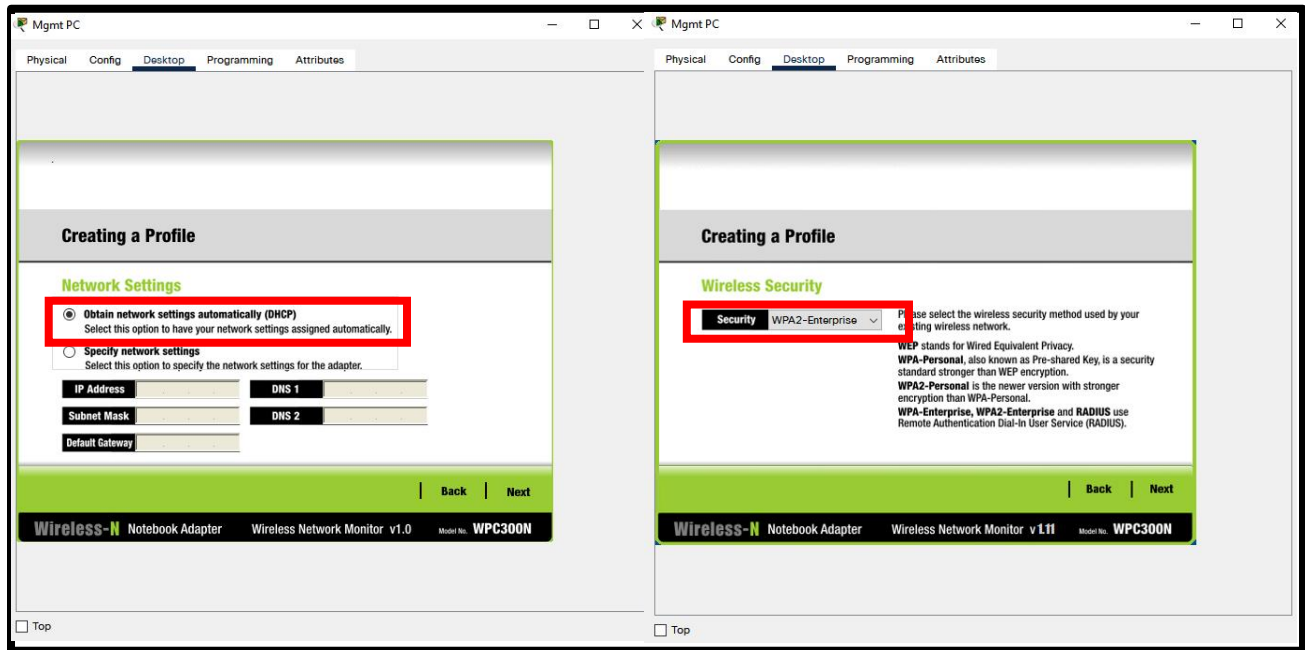 Mgmt PC
Physical Config Desktop Programming Attributes
Creating a Profile
Network Settings
Obtain network settings automatically (DHCP)
Select this option to have your network settings assigned automatically.
Specify network settings
Select this option to specify the network settings for the adapter.
IP Address DNS 1
Subnet Mask DNS 2
Default Gateway
Back Next
Wireless-N Notebook Adapter Wireless Network Monitor v1.0 Model No. WPC300N
Top
Mgmt PC
Physical Config Desktop Programming Attributes
Creating a Profile
Wireless Security
Security WPA2-Enterprise
Please select the wireless security method used by your
existing wireless network.
WEP stands for Wired Equivalent Privacy.
WPA-Personal, also known as Pre-shared Key, is a security
standard stronger than WEP encryption.
WPA2-Personal is the newer version with stronger
encryption than WPA-Personal.
WPA-Enterprise, WPA2-Enterprise and RADIUS use
Remote Authentication Dial-In User Service (RADIUS).
Back Next
Wireless-N Notebook Adapter Wireless Network Monitor v1.11 Model No. WPC300N
Top